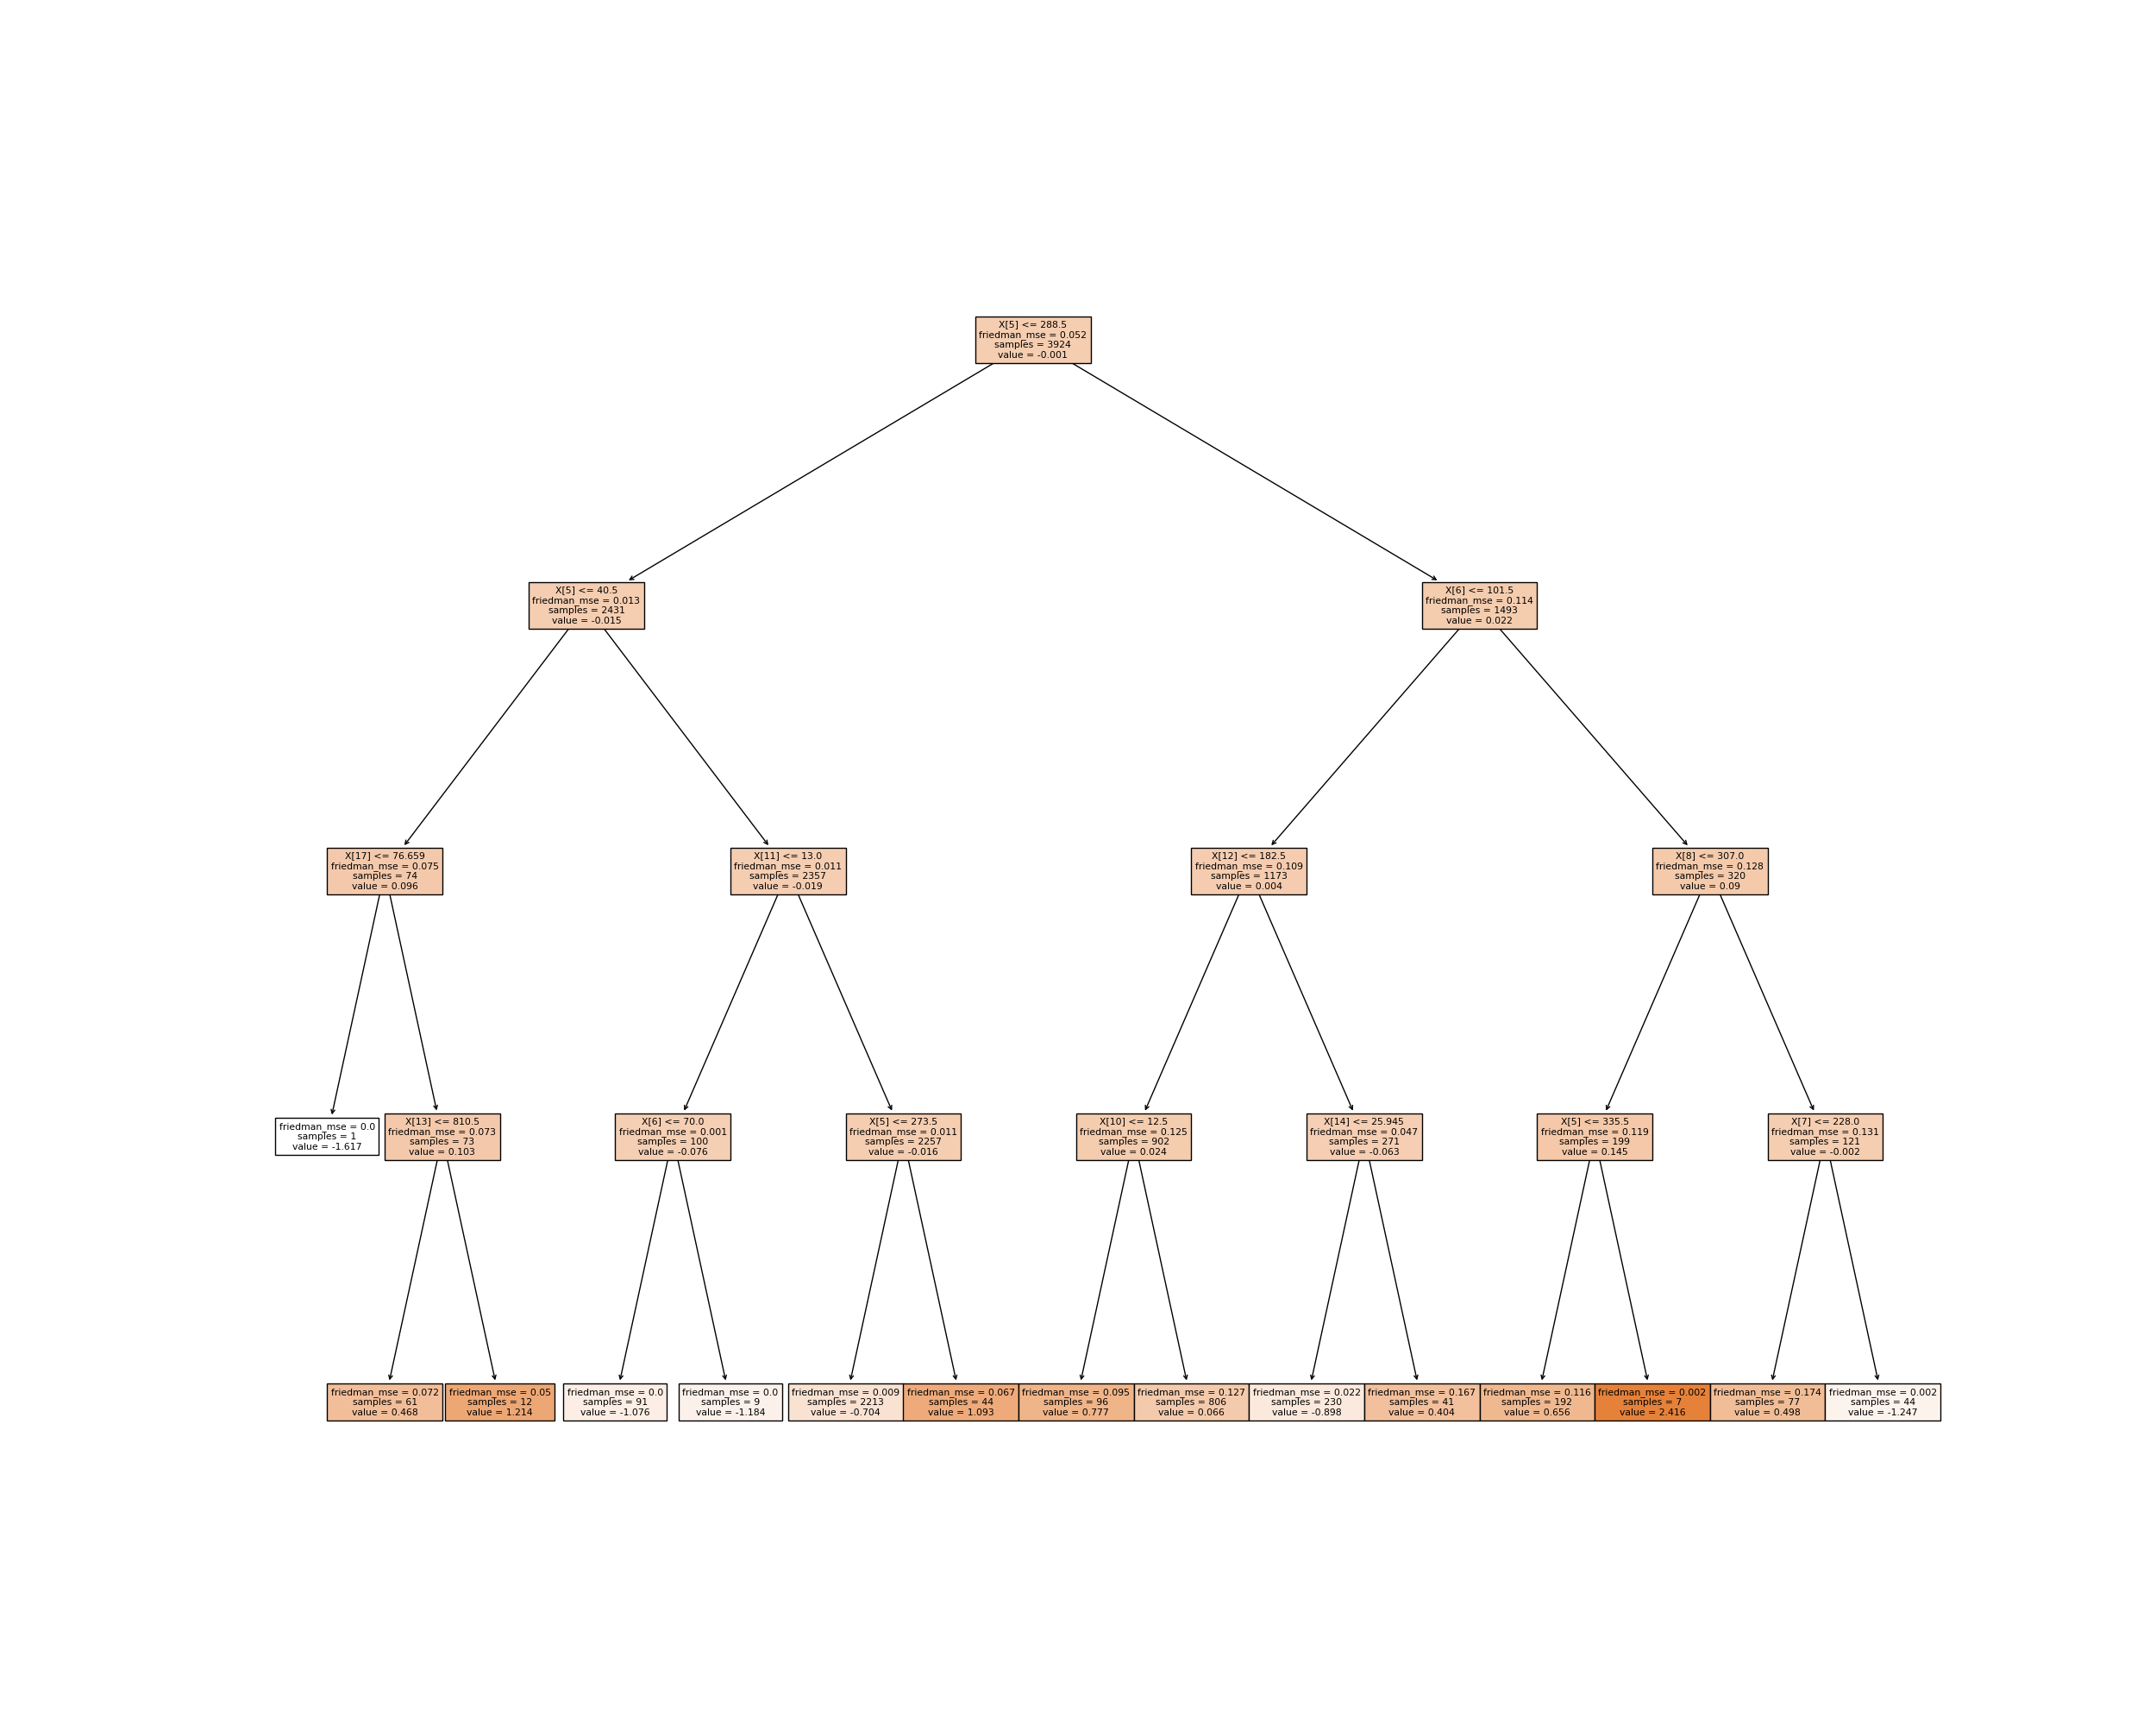 X[5] <= 288.5
friedman_mse = 0.052
samples = 3924
value = -0.001
X[5] <= 40.5
friedman_mse = 0.013
samples = 2431
value = -0.015
X[6] <= 101.5
friedman_mse = 0.114
samples = 1493
value = 0.022
X[17] <= 76.659
friedman_mse = 0.075
samples = 74
value = 0.096
X[11] <= 13.0
friedman_mse = 0.011
samples = 2357
value = -0.019
X[12] <= 182.5
friedman_mse = 0.109
samples = 1173
value = 0.004
X[8] <= 307.0
friedman_mse = 0.128
samples = 320
value = 0.09
friedman_mse = 0.0
samples = 1
value = -1.617
X[13] <= 810.5
friedman_mse = 0.073
samples = 73
value = 0.103
X[6] <= 70.0
friedman_mse = 0.001
samples = 100
value = -0.076
X[5] <= 273.5
friedman_mse = 0.011
samples = 2257
value = -0.016
X[10] <= 12.5
friedman_mse = 0.125
samples = 902
value = 0.024
X[14] <= 25.945
friedman_mse = 0.047
samples = 271
value = -0.063
X[5] <= 335.5
friedman_mse = 0.119
samples = 199
value = 0.145
X[7] <= 228.0
friedman_mse = 0.131
samples = 121
value = -0.002
friedman_mse = 0.072
samples = 61
value = 0.468
friedman_mse = 0.05
samples = 12
value = 1.214
friedman_mse = 0.0
samples = 91
value = -1.076
friedman_mse = 0.0
samples = 9
value = -1.184
friedman_mse = 0.009
samples = 2213
value = -0.704
friedman_mse = 0.067
samples = 44
value = 1.093
friedman_mse = 0.095
samples = 96
value = 0.777
friedman_mse = 0.127
samples = 806
value = 0.066
friedman_mse = 0.022
samples = 230
value = -0.898
friedman_mse = 0.167
samples = 41
value = 0.404
friedman_mse = 0.116
samples = 192
value = 0.656
friedman_mse = 0.002
samples = 7
value = 2.416
friedman_mse = 0.174
samples = 77
value = 0.498
friedman_mse = 0.002
samples = 44
value = -1.247